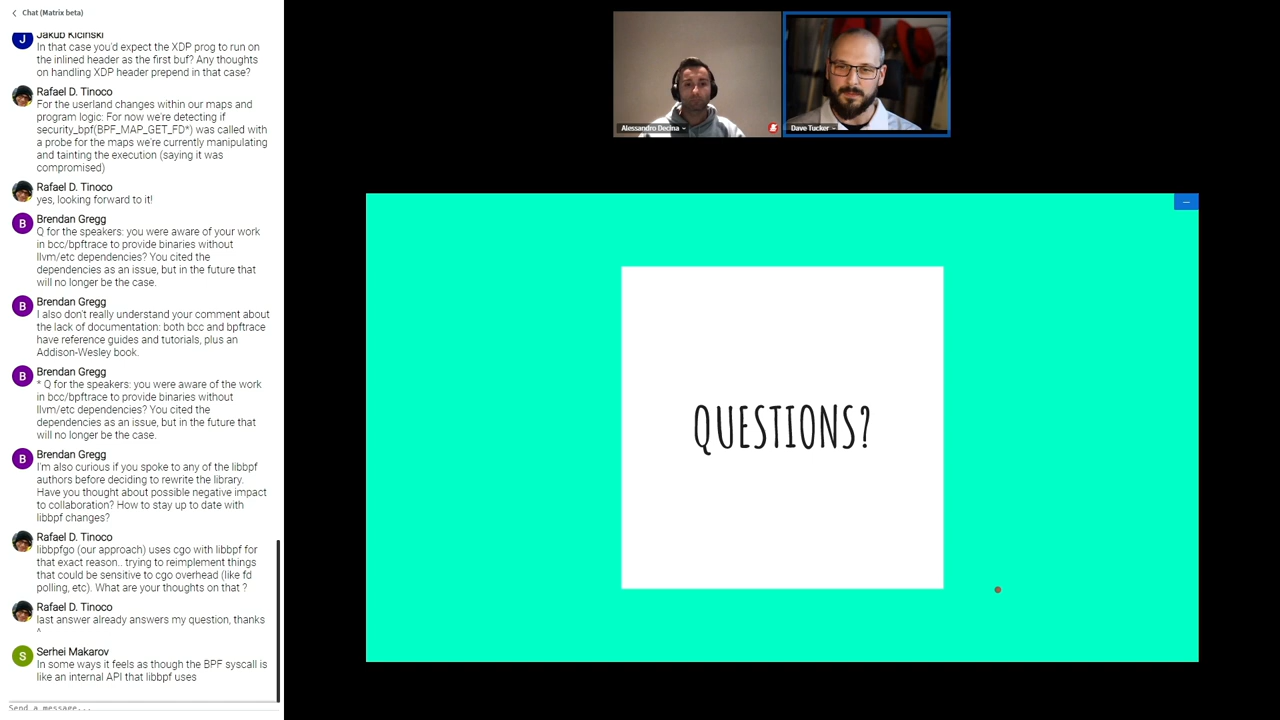 Chat (Matrix beta)
Jakub Kicinski
In that case you'd expect the XDP prog to run on
the inlined header as the first buf? Any thoughts
on handling XDP header prepend in that case?
Rafael D. Tinoco
For the userland changes within our maps and
program logic: For now we're detecting if
security_bpf(BPF_MAP_GET_FD*) was called with
a probe for the maps we're currently manipulating
and tainting the execution (saying it was
compromised)
Rafael D. Tinoco
yes, looking forward to it!
Brendan Gregg
Q for the speakers: you were aware of your work
in bcc/bpftrace to provide binaries without
llvm/etc dependencies? You cited the
dependencies as an issue, but in the future that
will no longer be the case.
Brendan Gregg
I also don't really understand your comment about
the lack of documentation: both bcc and bpftrace
have reference guides and tutorials, plus an
Addison-Wesley book.
Brendan Gregg
* Q for the speakers: you were aware of the work
in bcc/bpftrace to provide binaries without
llvm/etc dependencies? You cited the
dependencies as an issue, but in the future that
will no longer be the case.
Brendan Gregg
I'm also curious if you spoke to any of the libbpf
authors before deciding to rewrite the library.
Have you thought about possible negative impact
to collaboration? How to stay up to date with
libbpf changes?
Rafael D. Tinoco
libbpfgo (our approach) uses cgo with libbpf for
that exact reason.. trying to reimplement things
that could be sensitive to cgo overhead (like fd
polling, etc). What are your thoughts on that ?
Rafael D. Tinoco
last answer already answers my question, thanks
^
Serhei Makarov
In some ways it feels as though the BPF syscall is
like an internal API that libbpf uses
Send a message...
Alessandro Decina
Dave Tucker
QUESTIONS?